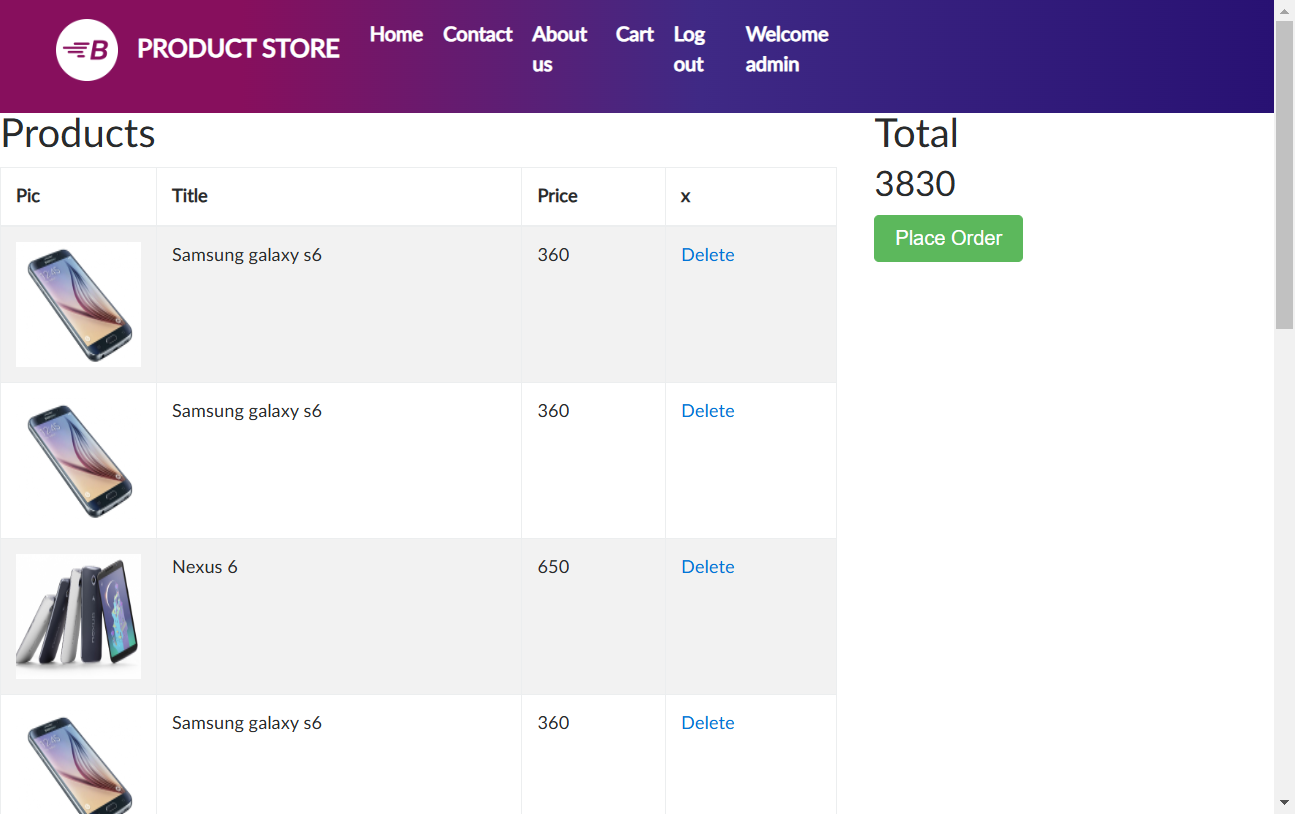 B PRODUCT STORE
Home Contact About us Cart Log out Welcome admin
Products
Pic Title Price x
Samsung galaxy s6 360 Delete
Samsung galaxy s6 360 Delete
Nexus 6 650 Delete
Samsung galaxy s6 360 Delete
Total
3830
Place Order